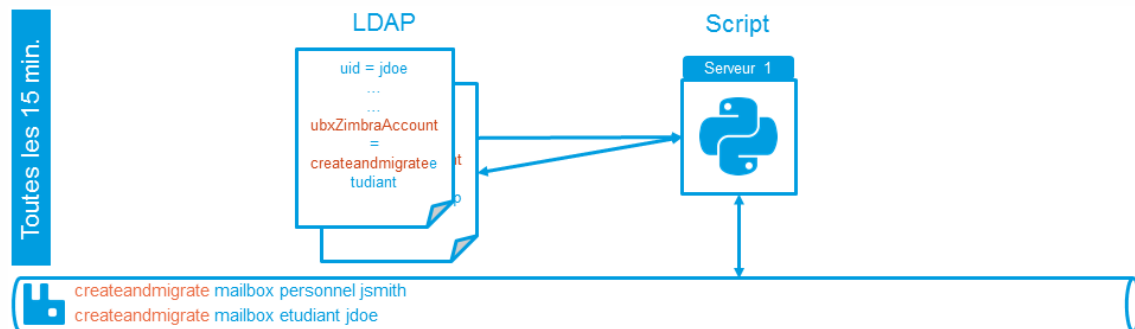 LDAP
Script
Toutes les 15 min.
Serveur 1
uid = jdoe
...
...
ubxZimbraAccount
=
createandmigratee
tudiant
nt
p
createandmigrate mailbox personnel jsmith
createandmigrate mailbox etudiant jdoe